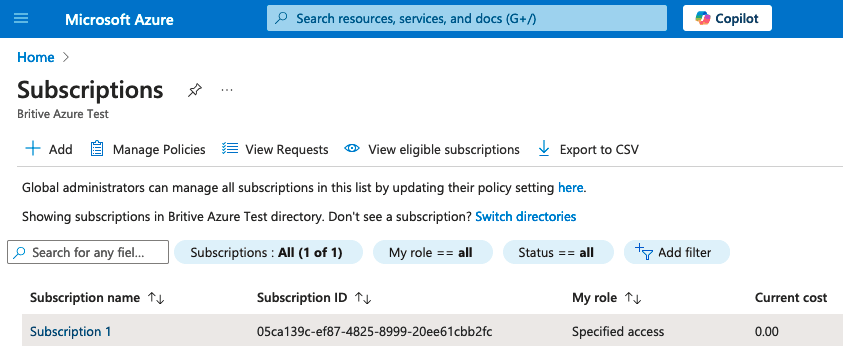 Microsoft Azure
Search resources, services, and docs (G+/)
Copilot
Home >
Subscriptions
...
Britive Azure Test
Add
Manage Policies
View Requests
View eligible subscriptions
Export to CSV
Global administrators can manage all subscriptions in this list by updating their policy setting here.
Showing subscriptions in Britive Azure Test directory. Don't see a subscription? Switch directories
Search for any fiel...
Subscriptions : All (1 of 1)
My role == all
Status == all
Add filter
Subscription name ↑↓ Subscription ID ↑↓ My role ↑↓ Current cost
Subscription 1 05ca139c-ef87-4825-8999-20ee61cbb2fc Specified access 0.00